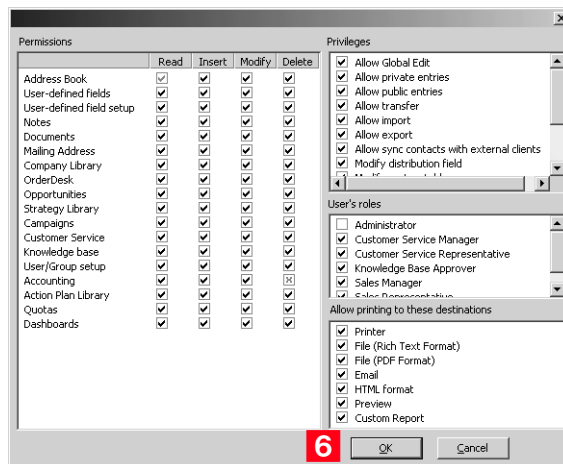 Permissions
Read Insert Modify Delete
Address Book
User-defined fields
User-defined field setup
Notes
Documents
Mailing Address
Company Library
OrderDesk
Opportunities
Strategy Library
Campaigns
Customer Service
Knowledge base
User/Group setup
Accounting
Action Plan Library
Quotas
Dashboards
Privileges
Allow Global Edit
Allow private entries
Allow public entries
Allow transfer
Allow import
Allow export
Allow sync contacts with external clients
Modify distribution field
User's roles
Administrator
Customer Service Manager
Customer Service Representative
Knowledge Base Approver
Sales Manager
Sales Representative
Allow printing to these destinations
Printer
File (Rich Text Format)
File (PDF Format)
Email
HTML format
Preview
Custom Report
6 OK Cancel